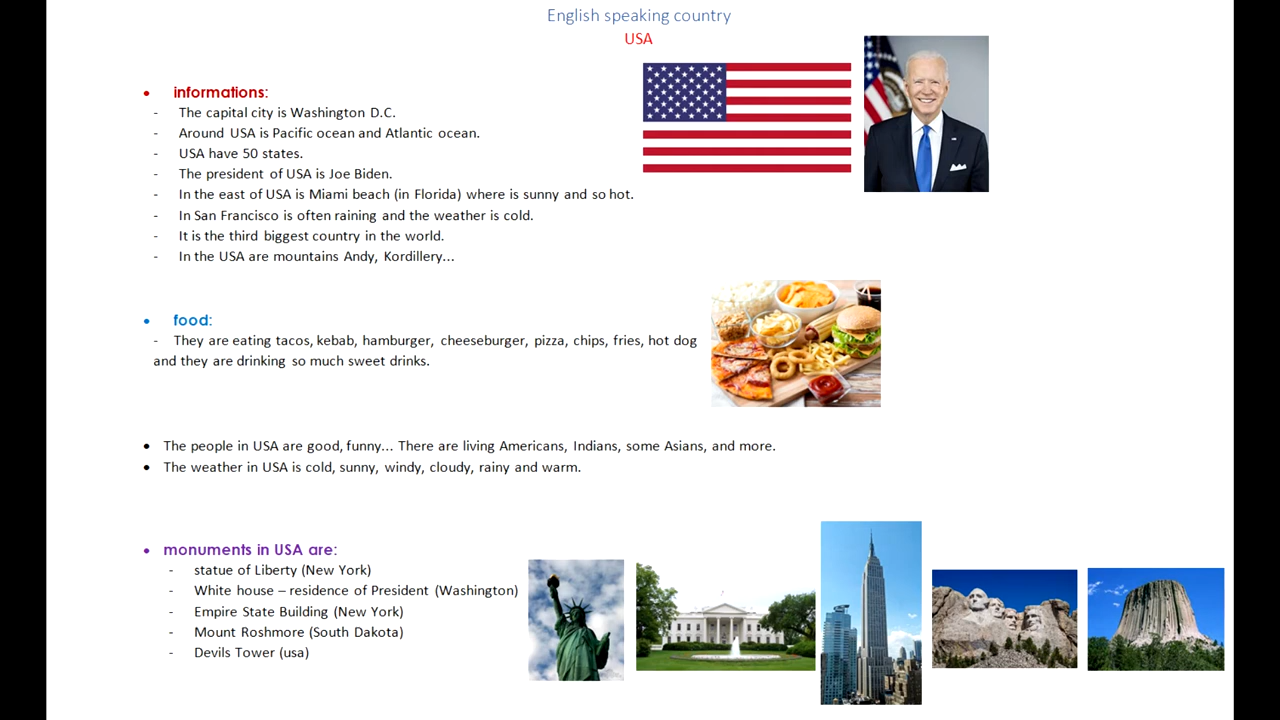 English speaking country
USA
• informations:
- The capital city is Washington D.C.
- Around USA is Pacific ocean and Atlantic ocean.
- USA have 50 states.
- The president of USA is Joe Biden.
- In the east of USA is Miami beach (in Florida) where is sunny and so hot.
- In San Francisco is often raining and the weather is cold.
- It is the third biggest country in the world.
- In the USA are mountains Andy, Kordillery...
• food:
- They are eating tacos, kebab, hamburger, cheeseburger, pizza, chips, fries, hot dog
and they are drinking so much sweet drinks.
• The people in USA are good, funny... There are living Americans, Indians, some Asians, and more.
• The weather in USA is cold, sunny, windy, cloudy, rainy and warm.
• monuments in USA are:
- statue of Liberty (New York)
- White house – residence of President (Washington)
- Empire State Building (New York)
- Mount Roshmore (South Dakota)
- Devils Tower (usa)